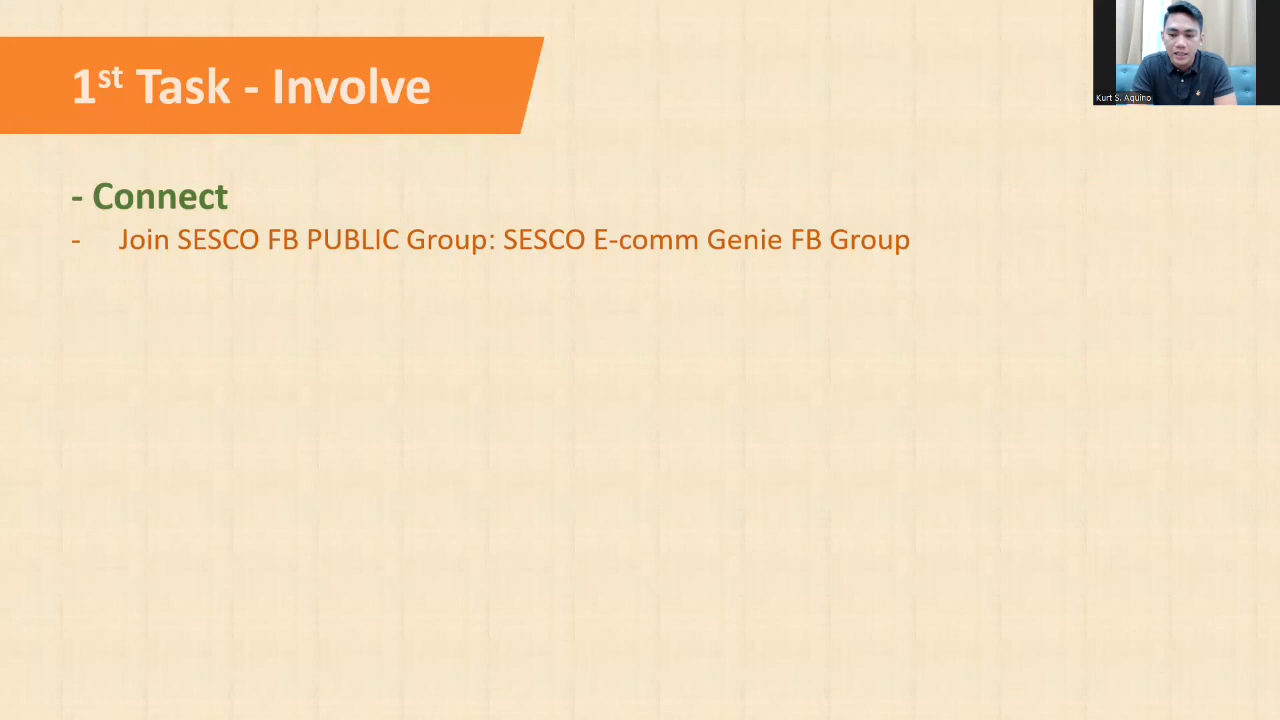 1st Task - Involve
Kurt S. Aquino
- Connect
- Join SESCO FB PUBLIC Group: SESCO E-comm Genie FB Group